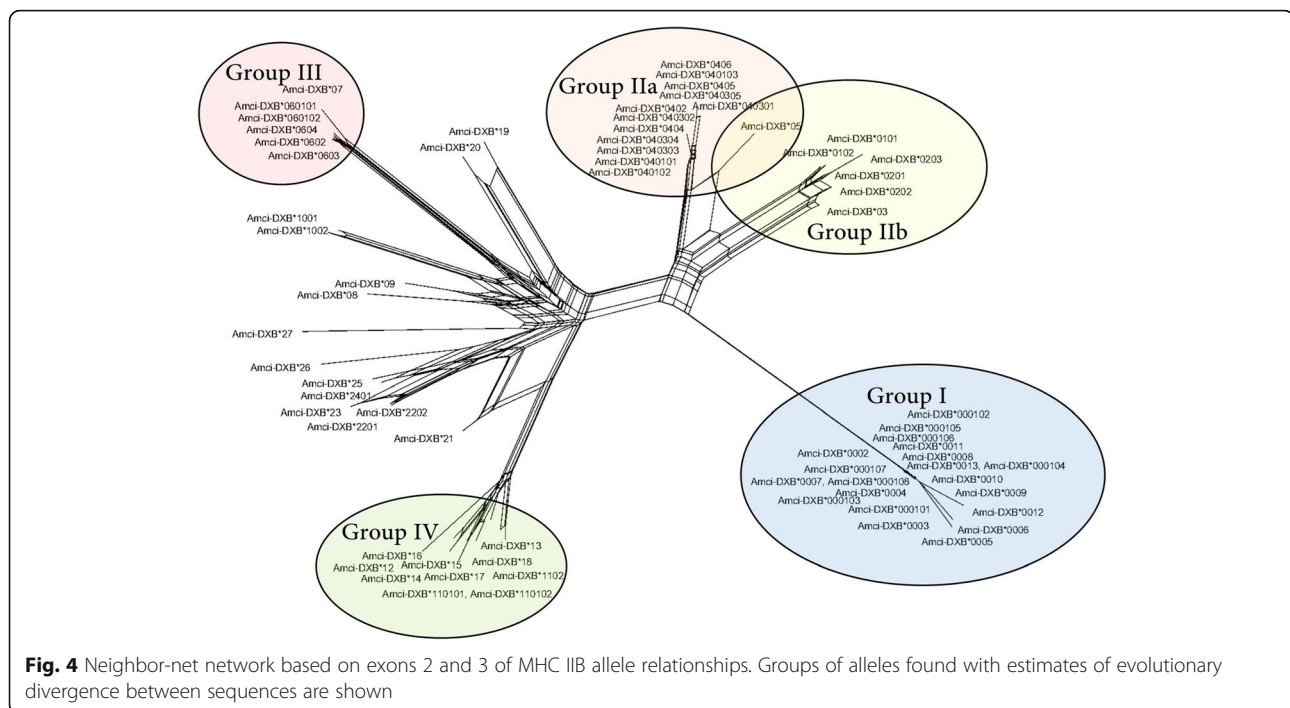 Group III
Amci-DXB*07
Amci-DXB*060101
Amci-DXB*060102
Amci-DXB*0604
Amci-DXB*0602
Amci-DXB*0603
Amci-DXB*19
Amci-DXB*20
Group IIa
Amci-DXB*0406
Amci-DXB*040103
Amci-DXB*0405
Amci-DXB*040305
Amci-DXB*0402
Amci-DXB*040301
Amci-DXB*040302
Amci-DXB*0404
Amci-DXB*040304
Amci-DXB*040303
Amci-DXB*040101
Amci-DXB*040102
Amci-DXB*05
Amci-DXB*0101
Amci-DXB*0102
Amci-DXB*0203
Amci-DXB*0201
Amci-DXB*0202
Amci-DXB*03
Group IIb
Amci-DXB*1001
Amci-DXB*1002
Amci-DXB*09
Amci-DXB*08
Amci-DXB*27
Amci-DXB*26
Amci-DXB*25
Amci-DXB*2401
Amci-DXB*23
Amci-DXB*2202
Amci-DXB*2201
Amci-DXB*21
Group I
Amci-DXB*000102
Amci-DXB*000105
Amci-DXB*000106
Amci-DXB*0011
Amci-DXB*0002
Amci-DXB*0008
Amci-DXB*0013, Amci-DXB*000104
Amci-DXB*000107
Amci-DXB*0010
Amci-DXB*0007, Amci-DXB*000108
Amci-DXB*0009
Amci-DXB*0004
Amci-DXB*000103
Amci-DXB*000101
Amci-DXB*0012
Amci-DXB*0003
Amci-DXB*0006
Amci-DXB*0005
Group IV
Amci-DXB*13
Amci-DXB*16
Amci-DXB*12
Amci-DXB*15
Amci-DXB*18
Amci-DXB*14
Amci-DXB*17
Amci-DXB*1102
Amci-DXB*110101, Amci-DXB*110102
Fig. 4 Neighbor-net network based on exons 2 and 3 of MHC IIB allele relationships. Groups of alleles found with estimates of evolutionary
divergence between sequences are shown